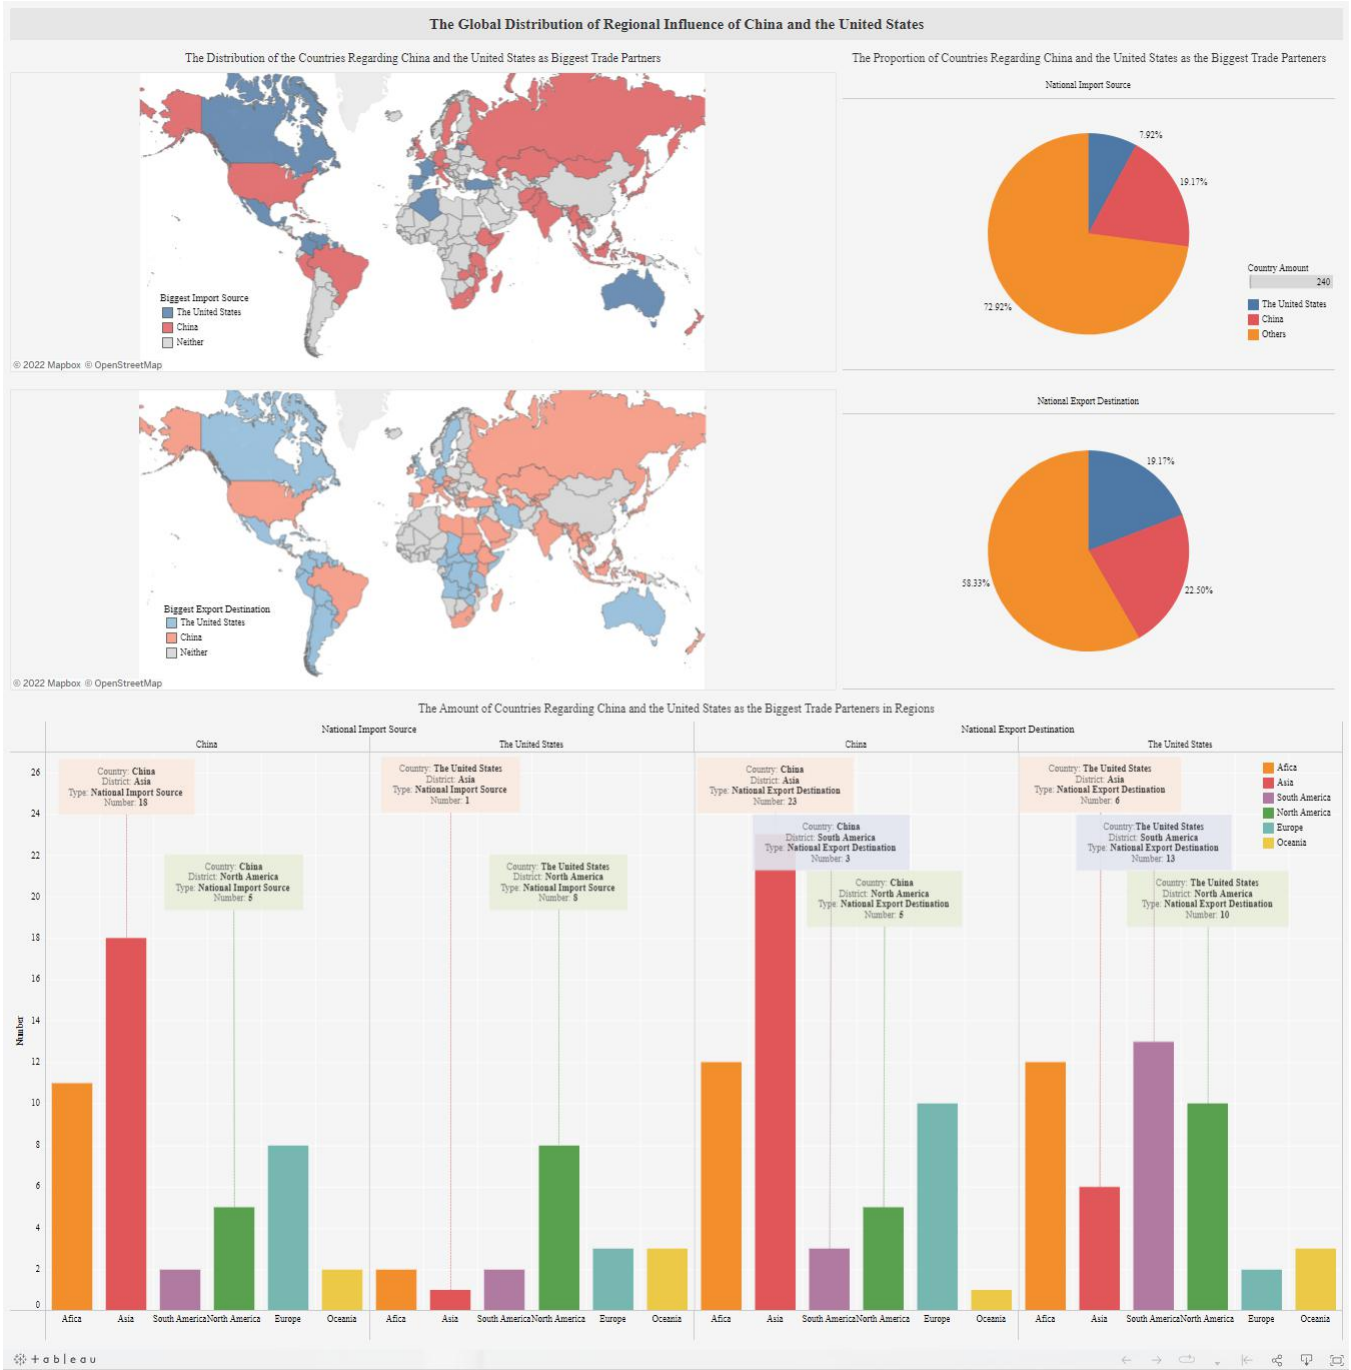 The Global Distribution of Regional Influence of China and the United States
The Distribution of the Countries Regarding China and the United States as Biggest Trade Partners
Biggest Import Source
The United States
China
Neither
© 2022 Mapbox © OpenStreetMap
Biggest Export Destination
The United States
China
Neither
© 2022 Mapbox © OpenStreetMap
The Proportion of Countries Regarding China and the United States as the Biggest Trade Parteners
National Import Source
7.92%
19.17%
72.92%
Country Amount
240
The United States
China
Others
National Export Destination
19.17%
22.50%
58.33%
The Amount of Countries Regarding China and the United States as the Biggest Trade Parteners in Regions
National Import Source
National Export Destination
China
The United States
China
The United States
Number
26
24
22
20
18
16
14
12
10
8
6
4
2
0
Country: China
District: Asia
Type: National Import Source
Number: 18
Country: China
District: North America
Type: National Import Source
Number: 5
Country: The United States
District: Asia
Type: National Import Source
Number: 1
Country: The United States
District: North America
Type: National Import Source
Number: 8
Country: China
District: Asia
Type: National Export Destination
Number: 23
Country: China
District: South America
Type: National Export Destination
Number: 3
Country: China
District: North America
Type: National Export Destination
Number: 5
Country: The United States
District: Asia
Type: National Export Destination
Number: 6
Country: The United States
District: South America
Type: National Export Destination
Number: 13
Country: The United States
District: North America
Type: National Export Destination
Number: 10
Afica
Asia
South America
North America
Europe
Oceania
Afica
Asia
South America
North America
Europe
Oceania
Afica
Asia
South America
North America
Europe
Oceania
Afica
Asia
South America
North America
Europe
Oceania
Afica
Asia
South America
North America
Europe
Oceania
+ a b l e a u